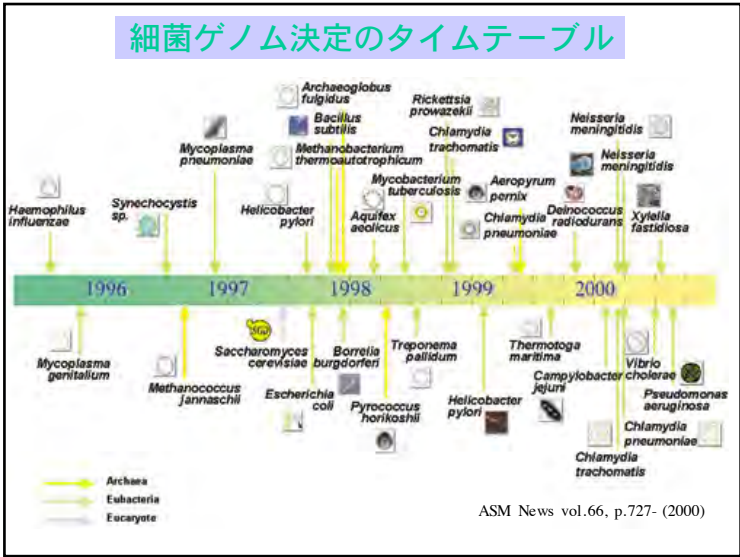 細菌ゲノム決定のタイムテーブル
Archaeoglobus
fulgidus
Bacillus
subtilis
Mycoplasma
pneumoniae
Methanobacterium
thermoautotrophicum
Rickettsia
prowazekii
Chlamydia
trachomatis
Neisseria
meningitidis
Neisseria
meningitidis
Haemophilus
influenzae
Synechocystis
sp.
Helicobacter
pylori
Mycobacterium
tuberculosis
Aquifex
aeolicus
Aeropyrum
pernix
Chlamydia
pneumoniae
Deinococcus
radiodurans
Xylella
fastidiosa
1996 1997 1998 1999 2000
Mycoplasma
genitalium
Methanococcus
jannaschii
SGD
Saccharomyces
cerevisiae
Escherichia
coli
Borrelia
burgdorferi
Pyrococcus
horikoshii
Treponema
pallidum
Helicobacter
pylori
Thermotoga
maritima
Campylobacter
jejuni
Vibrio
cholerae
Pseudomonas
aeruginosa
Chlamydia
pneumoniae
Chlamydia
trachomatis
Archaea
Eubacteria
Eucaryote
ASM News vol.66, p.727- (2000)